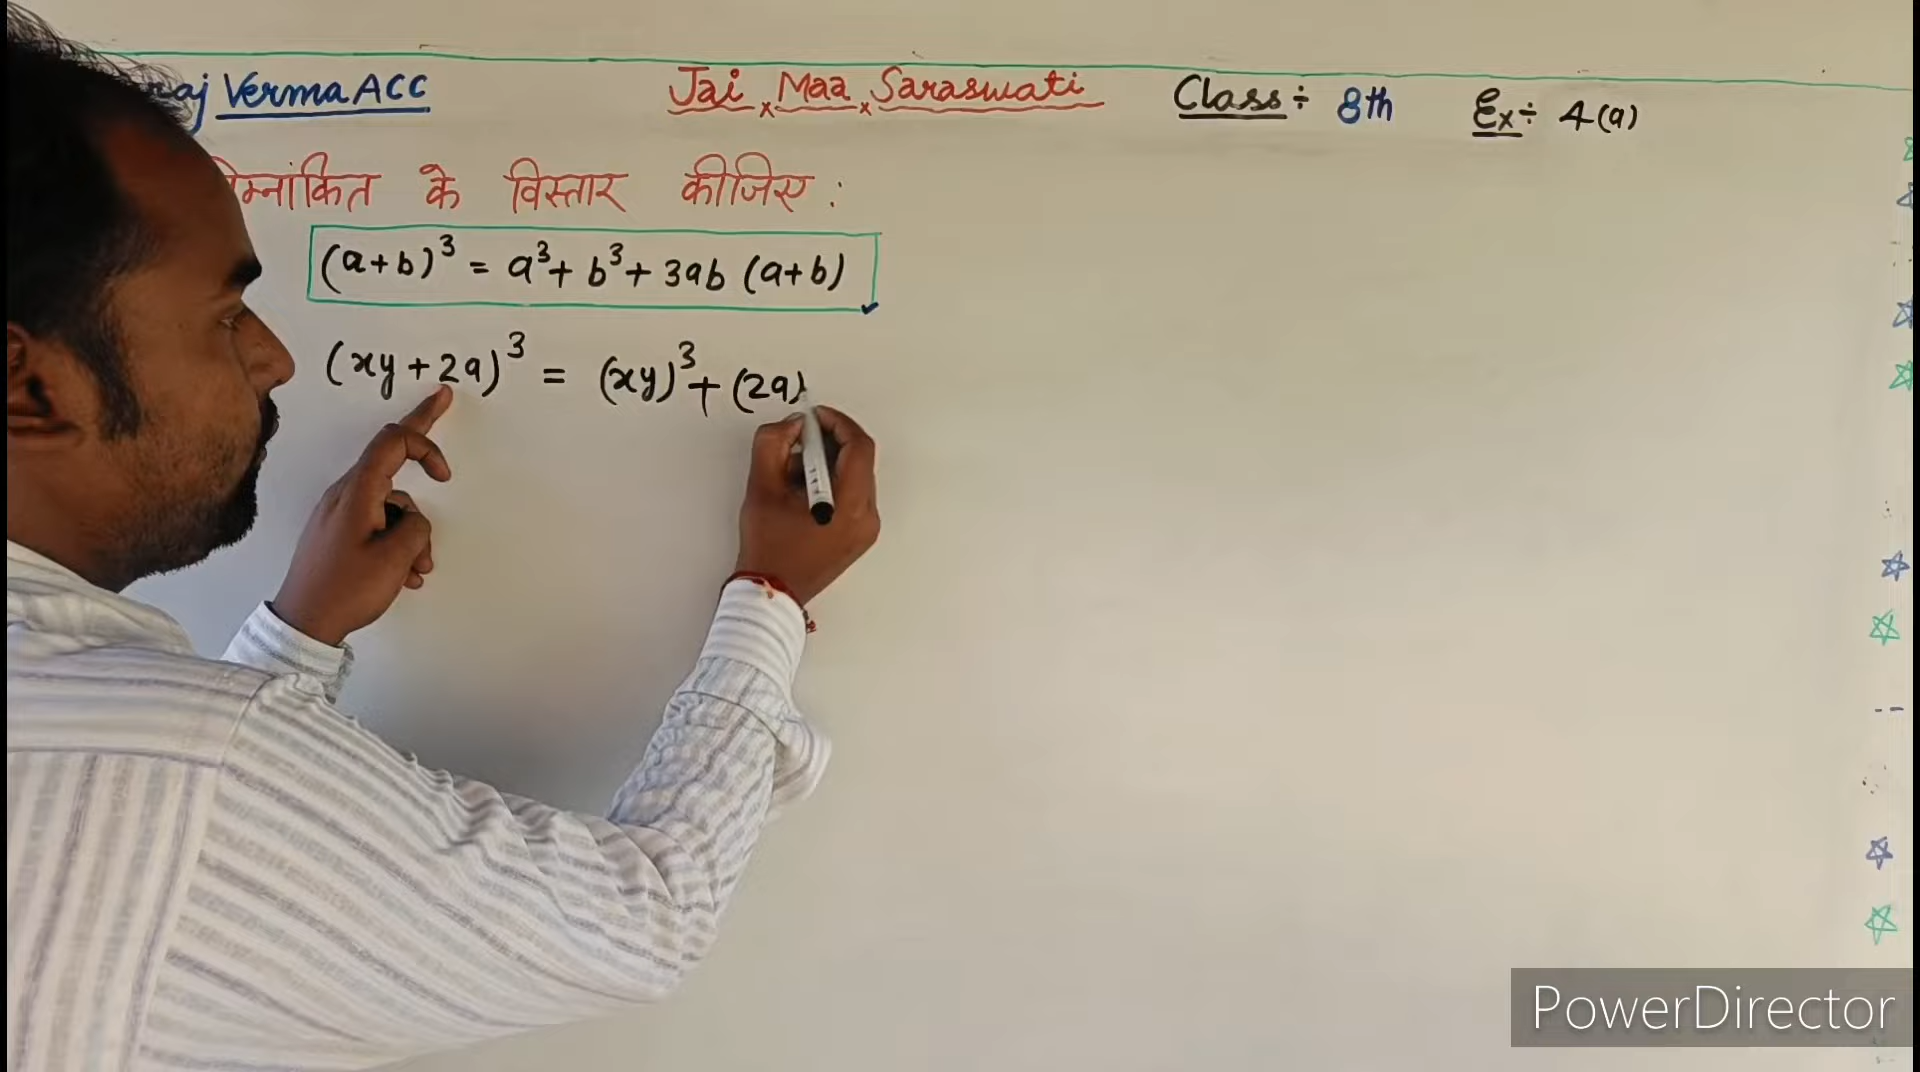 Verma ACC Jai Maa Saraswati Class ÷ 8th Ex ÷ 4(a)
के विस्तार कीजिए :
(a+b)³ = a³ + b³ + 3ab (a+b)
(xy + 2a)³ = (xy)³ + (2a)
PowerDirector